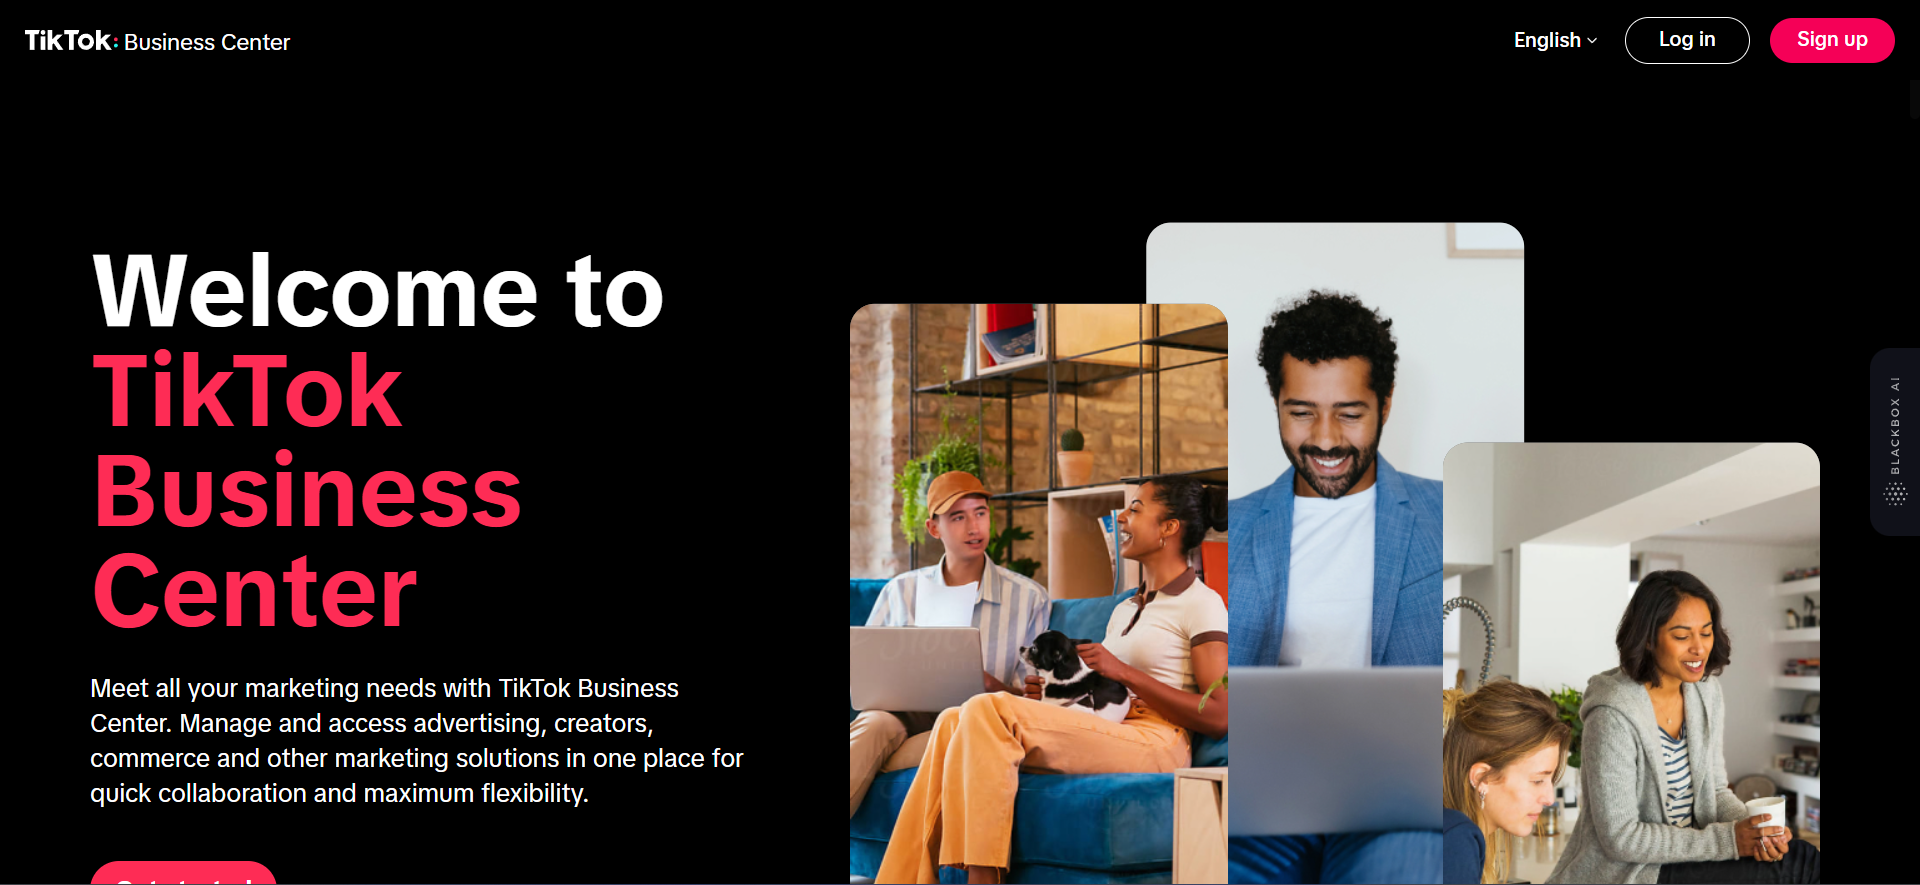 TikTok: Business Center
English
Log in
Sign up
Welcome to
TikTok
Business
Center
Meet all your marketing needs with TikTok Business
Center. Manage and access advertising, creators,
commerce and other marketing solutions in one place for
quick collaboration and maximum flexibility.
BLACKBOX AI